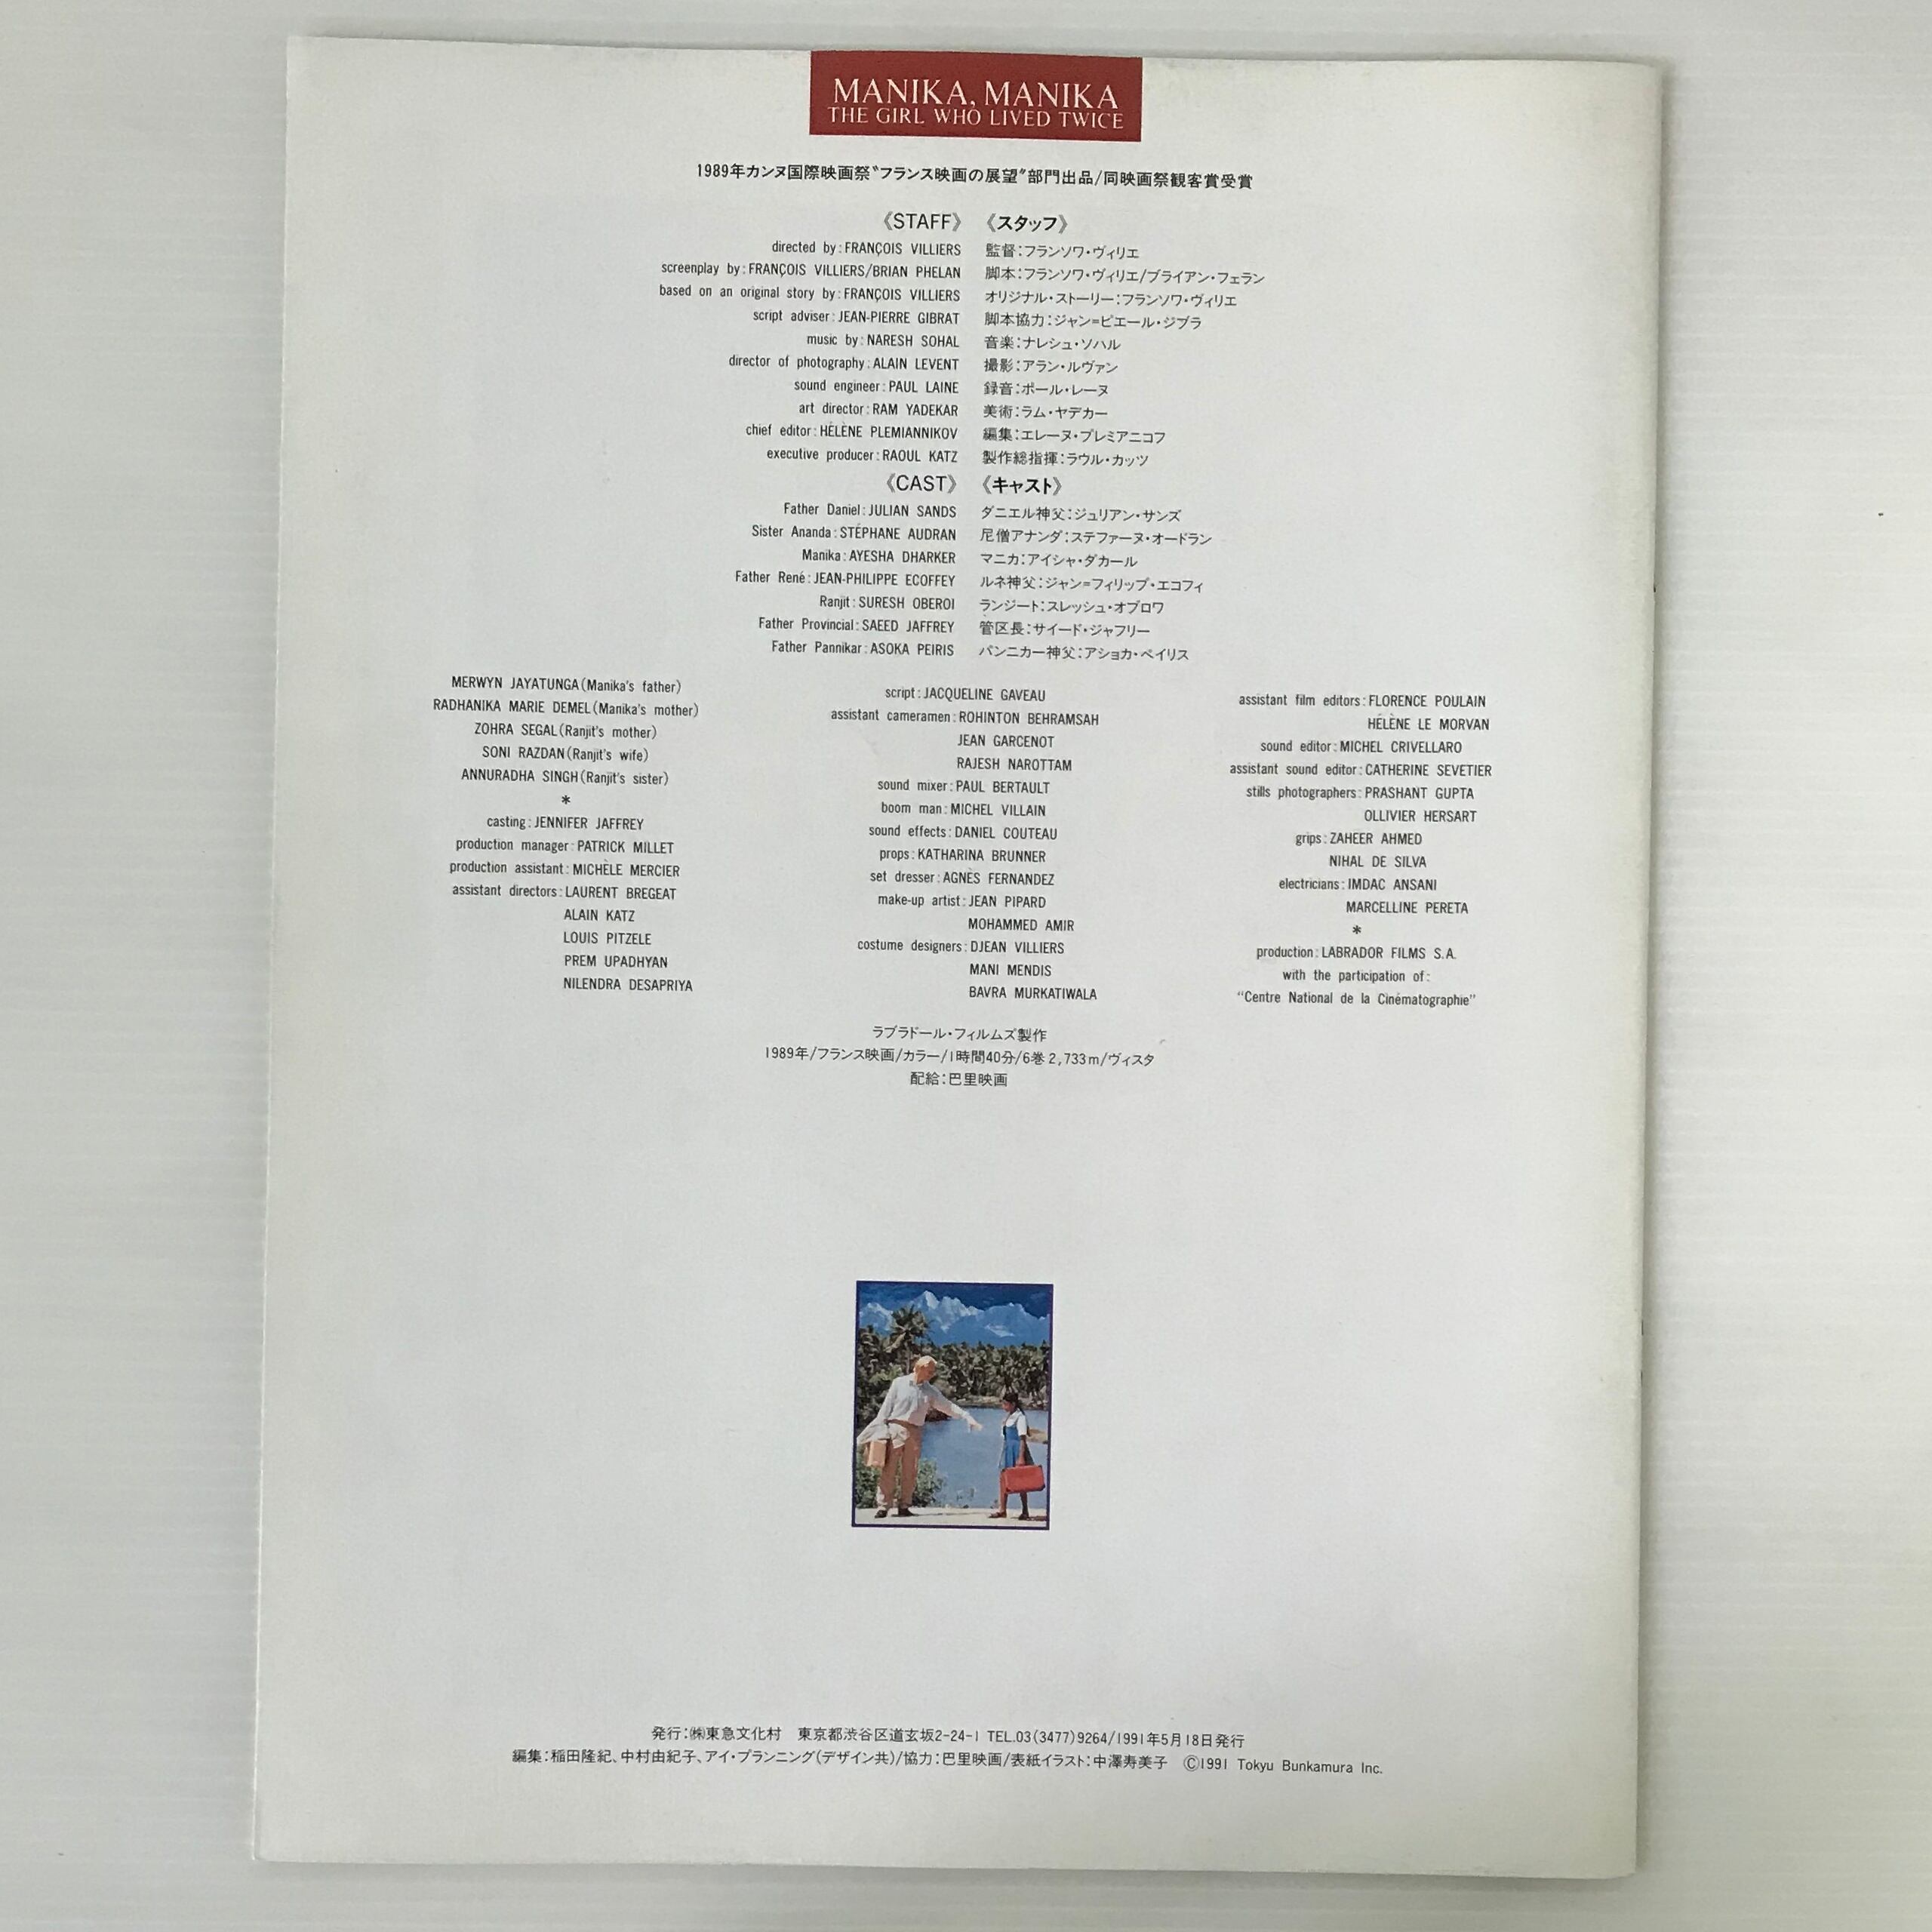 MANIKA, MANIKA
THE GIRL WHO LIVED TWICE
1989年カンヌ国際映画祭〝フランス映画の展望〟部門出品/同映画祭観客賞受賞
《STAFF》 《スタッフ》
directed by:FRANÇOIS VILLIERS 監督:フランソワ・ヴィリエ
screenplay by:FRANÇOIS VILLIERS/BRIAN PHELAN 脚本:フランソワ・ヴィリエ/ブライアン・フェラン
based on an original story by:FRANÇOIS VILLIERS オリジナル・ストーリー:フランソワ・ヴィリエ
script adviser:JEAN-PIERRE GIBRAT 脚本協力:ジャン=ピエール・ジブラ
music by:NARESH SOHAL 音楽:ナレシュ・ソハル
director of photography:ALAIN LEVENT 撮影:アラン・ルヴァン
sound engineer:PAUL LAINE 録音:ポール・レーヌ
art director:RAM YADEKAR 美術:ラム・ヤデカー
chief editor:HÉLÈNE PLEMIANNIKOV 編集:エレーヌ・プレミアニコフ
executive producer:RAOUL KATZ 製作総指揮:ラウル・カッツ
《CAST》 《キャスト》
Father Daniel:JULIAN SANDS ダニエル神父:ジュリアン・サンズ
Sister Ananda:STÉPHANE AUDRAN 尼僧アナンダ:ステファーヌ・オードラン
Manika:AYESHA DHARKER マニカ:アイシャ・ダカール
Father René:JEAN-PHILIPPE ECOFFEY ルネ神父:ジャン=フィリップ・エコフィ
Ranjit:SURESH OBEROI ランジート:スレッシュ・オブロワ
Father Provincial:SAEED JAFFREY 管区長:サイード・ジャフリー
Father Pannikar:ASOKA PEIRIS パンニカー神父:アショカ・ペイリス
MERWYN JAYATUNGA(Manika's father)
RADHANIKA MARIE DEMEL(Manika's mother)
ZOHRA SEGAL(Ranjit's mother)
SONI RAZDAN(Ranjit's wife)
ANNURADHA SINGH(Ranjit's sister)
*
casting:JENNIFER JAFFREY
production manager:PATRICK MILLET
production assistant:MICHÈLE MERCIER
assistant directors:LAURENT BREGEAT
ALAIN KATZ
LOUIS PITZELE
PREM UPADHYAN
NILENDRA DESAPRIYA
script:JACQUELINE GAVEAU
assistant cameramen:ROHINTON BEHRAMSAH
JEAN GARCENOT
RAJESH NAROTTAM
sound mixer:PAUL BERTAULT
boom man:MICHEL VILLAIN
sound effects:DANIEL COUTEAU
props:KATHARINA BRUNNER
set dresser:AGNÈS FERNANDEZ
make-up artist:JEAN PIPARD
MOHAMMED AMIR
costume designers:DJEAN VILLIERS
MANI MENDIS
BAVRA MURKATIWALA
assistant film editors:FLORENCE POULAIN
HÉLÈNE LE MORVAN
sound editor:MICHEL CRIVELLARO
assistant sound editor:CATHERINE SEVETIER
stills photographers:PRASHANT GUPTA
OLLIVIER HERSART
grips:ZAHEER AHMED
NIHAL DE SILVA
electricians:IMDAC ANSANI
MARCELLINE PERETA
*
production:LABRADOR FILMS S.A.
with the participation of:
"Centre National de la Cinématographie"
ラブラドール・フィルムズ製作
1989年/フランス映画/カラー/1時間40分/6巻2,733m/ヴィスタ
配給:巴里映画
発行:㈱東急文化村 東京都渋谷区道玄坂2-24-1 TEL.03(3477)9264/1991年5月18日発行
編集:稲田隆紀、中村由紀子、アイ・プランニング(デザイン共)/協力:巴里映画/表紙イラスト:中澤寿美子 ©1991 Tokyu Bunkamura Inc.